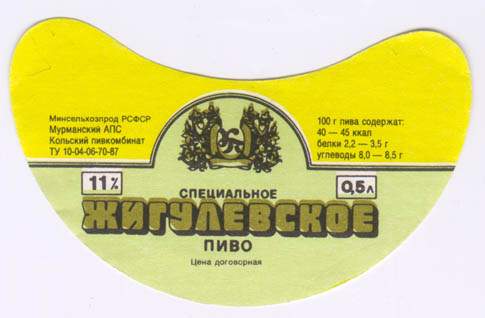 Минсельхозпрод РСФСР
Мурманский АПС
Кольский пивкомбинат
ТУ 10-04-06-70-87
100 г пива содержат:
40 — 45 ккал
белки 2,2 — 3,5 г
углеводы 8,0 — 8,5 г
11%
0,5л
СПЕЦИАЛЬНОЕ
ЖИГУЛЕВСКОЕ
ПИВО
Цена договорная